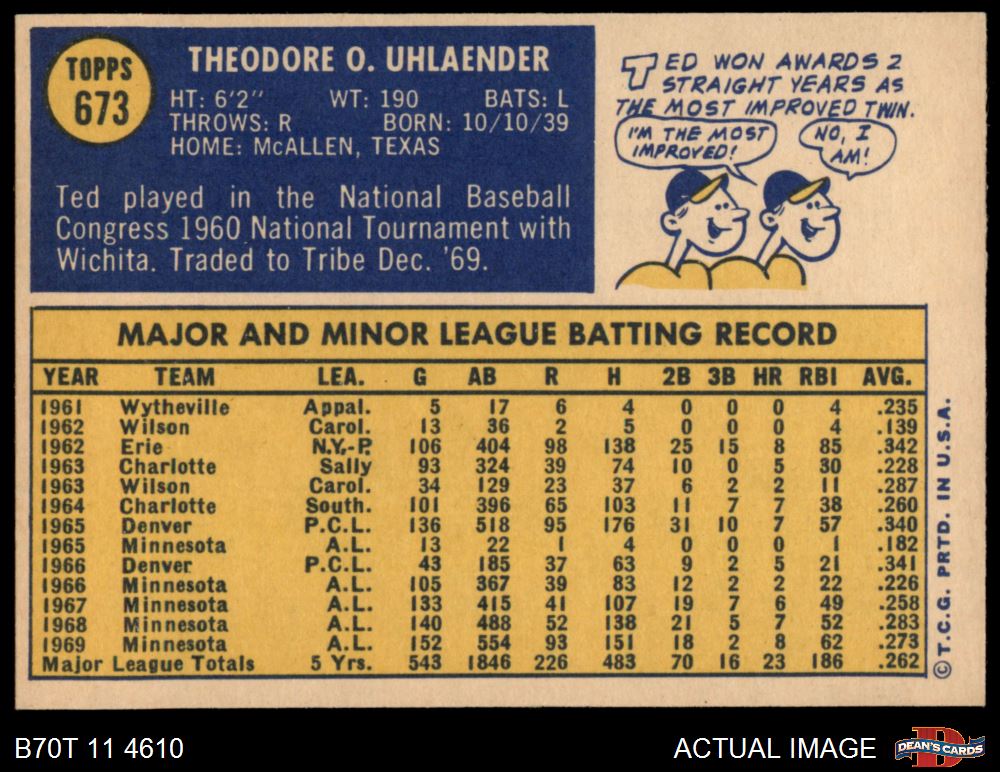 TOPPS
673
THEODORE O. UHLAENDER
HT: 6'2" WT: 190 BATS: L
THROWS: R BORN: 10/10/39
HOME: McALLEN, TEXAS
Ted played in the National Baseball
Congress 1960 National Tournament with
Wichita. Traded to Tribe Dec. '69.
TED WON AWARDS 2
STRAIGHT YEARS AS
THE MOST IMPROVED TWIN.
I'M THE MOST
IMPROVED!
NO, I
AM!
MAJOR AND MINOR LEAGUE BATTING RECORD
YEAR TEAM LEA. G AB R H 2B 3B HR RBI AVG.
1961 Wytheville Appal. 5 17 6 4 0 0 0 4 .235
1962 Wilson Carol. 13 36 2 5 0 0 0 4 .139
1962 Erie N.Y.-P. 106 404 98 138 25 15 8 85 .342
1963 Charlotte Sally 93 324 39 74 10 0 5 30 .228
1963 Wilson Carol. 34 129 23 37 6 2 2 11 .287
1964 Charlotte South. 101 396 65 103 11 7 7 38 .260
1965 Denver P.C.L. 136 518 95 176 31 10 7 57 .340
1965 Minnesota A.L. 13 22 1 4 0 0 0 1 .182
1966 Denver P.C.L. 43 185 37 63 9 2 5 21 .341
1966 Minnesota A.L. 105 367 39 83 12 2 2 22 .226
1967 Minnesota A.L. 133 415 41 107 19 7 6 49 .258
1968 Minnesota A.L. 140 488 52 138 21 5 7 52 .283
1969 Minnesota A.L. 152 554 93 151 18 2 8 62 .273
Major League Totals 5 Yrs. 543 1846 226 483 70 16 23 186 .262
© T.C.G. PRTD. IN U.S.A.
B70T 11 4610
ACTUAL IMAGE
DEAN'S CARDS